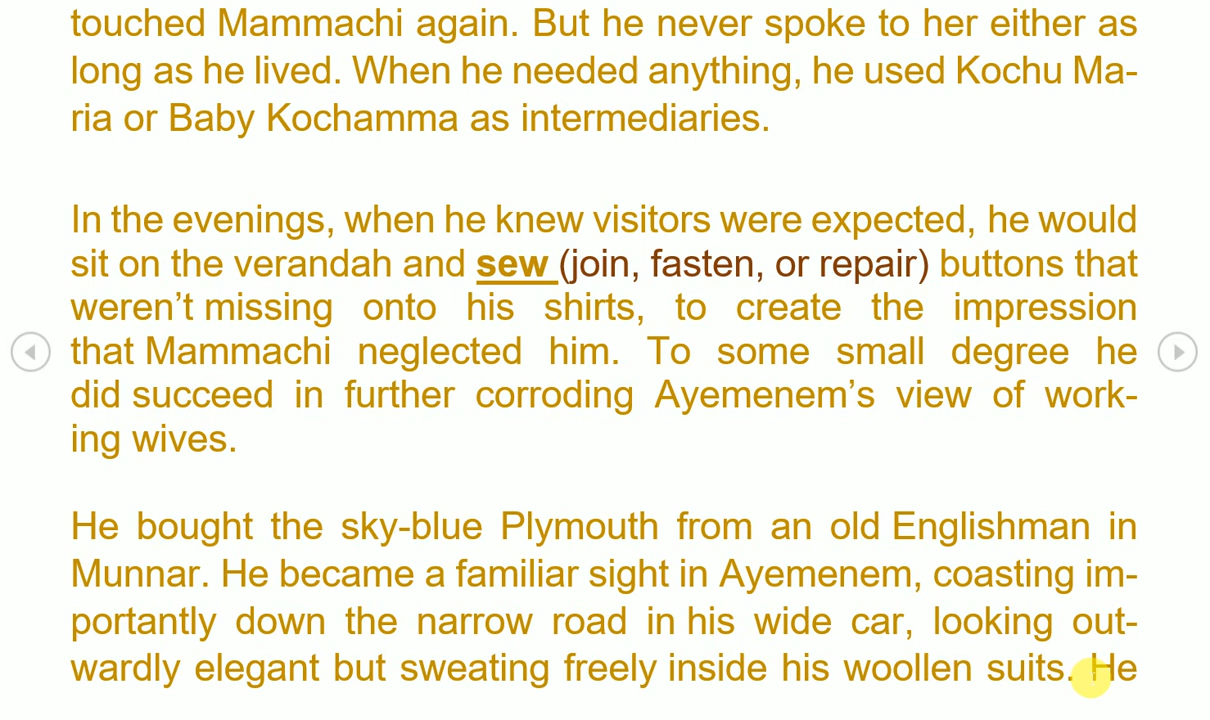 touched Mammachi again. But he never spoke to her either as
long as he lived. When he needed anything, he used Kochu Ma-
ria or Baby Kochamma as intermediaries.
In the evenings, when he knew visitors were expected, he would
sit on the verandah and sew (join, fasten, or repair) buttons that
weren’t missing onto his shirts, to create the impression
that Mammachi neglected him. To some small degree he
did succeed in further corroding Ayemenem’s view of work-
ing wives.
He bought the sky-blue Plymouth from an old Englishman in
Munnar. He became a familiar sight in Ayemenem, coasting im-
portantly down the narrow road in his wide car, looking out-
wardly elegant but sweating freely inside his woollen suits. He